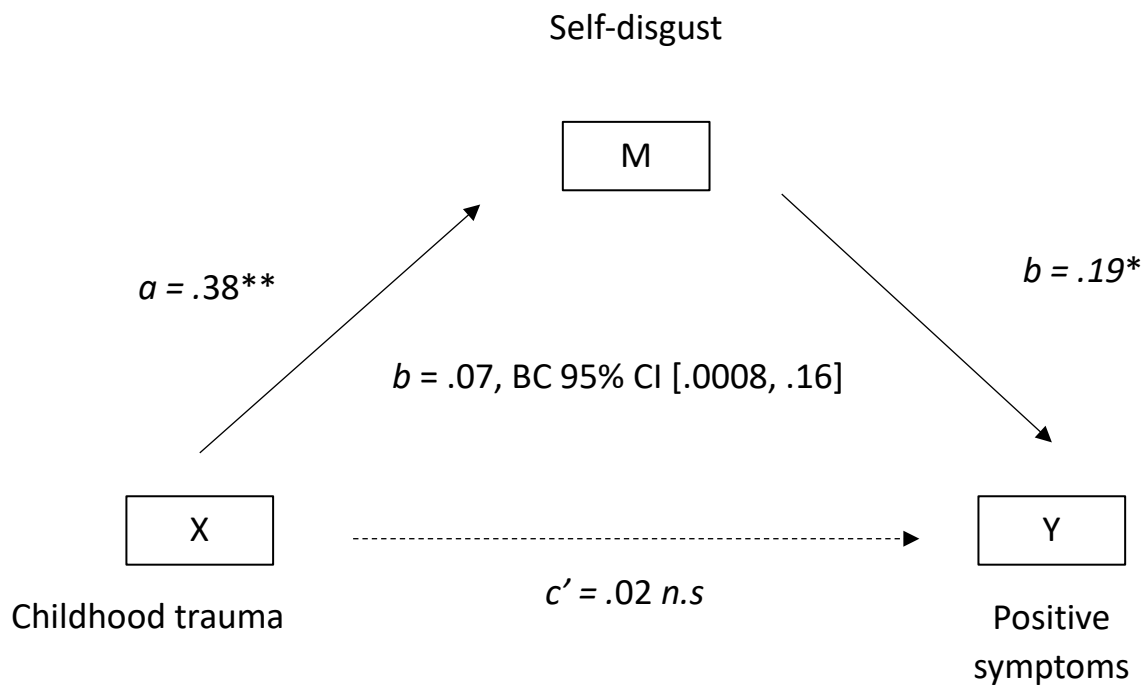 Self-disgust
M
a = .38**
b = .19*
b = .07, BC 95% CI [.0008, .16]
X
Y
c’ = .02 n.s
Childhood trauma
Positive
symptoms